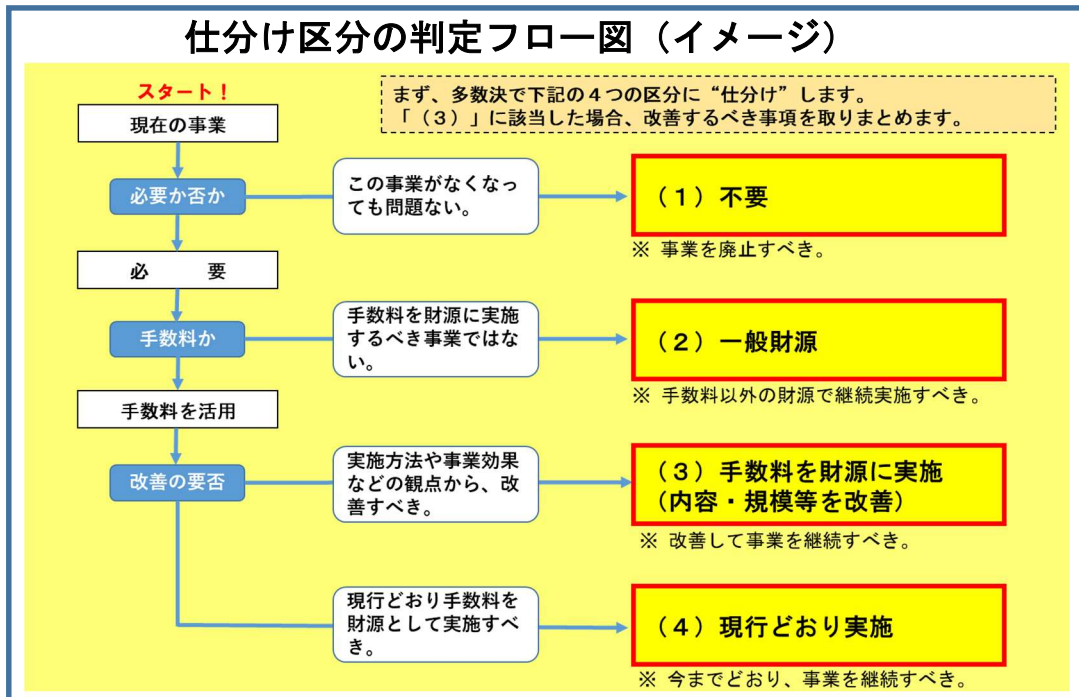 仕分け区分の判定フロー図（イメージ）
スタート！
まず、多数決で下記の４つの区分に“仕分け”します。
「（３）」に該当した場合、改善するべき事項を取りまとめます。
現在の事業
必要か否か
この事業がなくなっ
ても問題ない。
（１）不要
※ 事業を廃止すべき。
必　　要
手数料か
手数料を財源に実施
するべき事業ではな
い。
（２）一般財源
※ 手数料以外の財源で継続実施すべき。
手数料を活用
改善の要否
実施方法や事業効果
などの観点から、改
善すべき。
（３）手数料を財源に実施
（内容・規模等を改善）
※ 改善して事業を継続すべき。
現行どおり手数料を
財源として実施すべ
き。
（４）現行どおり実施
※ 今までどおり、事業を継続すべき。